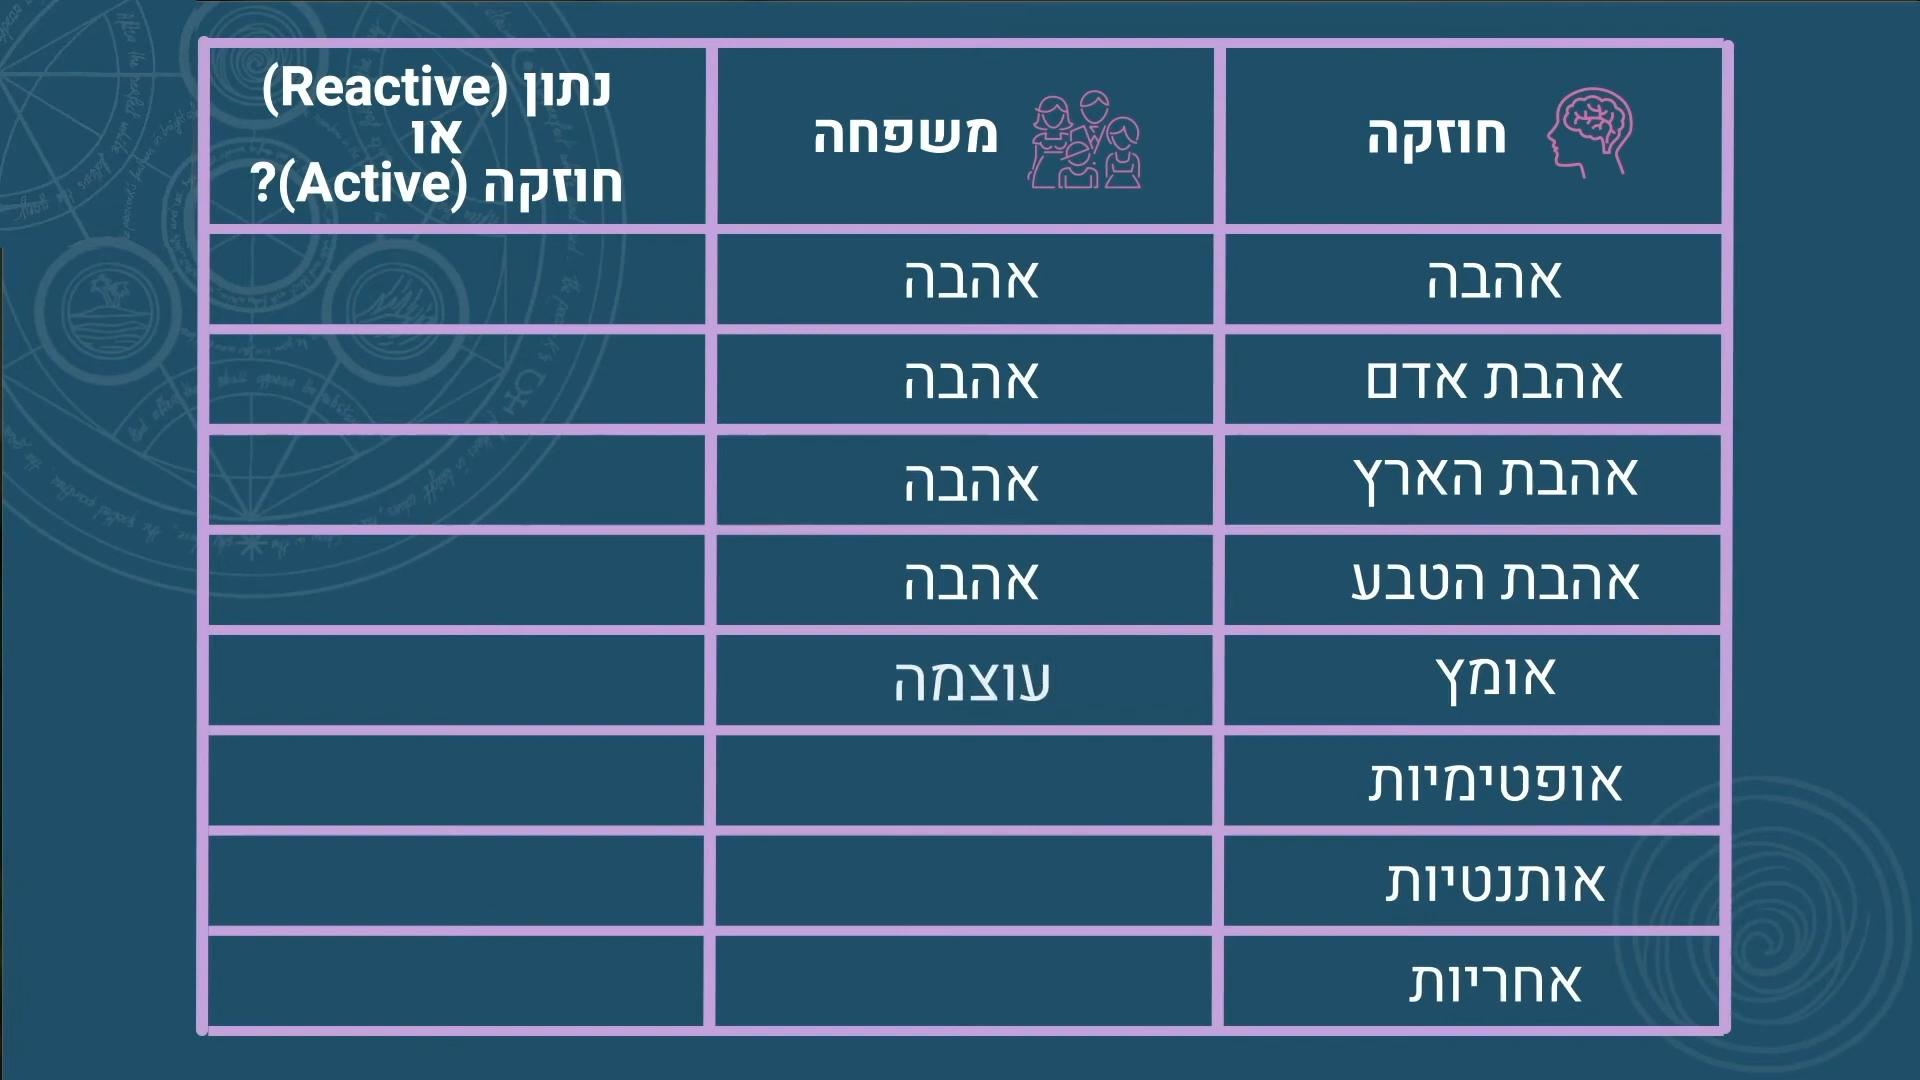 חוזקה
משפחה
נתון (Reactive)
או
חוזקה (Active)?
אהבה
אהבה
אהבת אדם
אהבה
אהבת הארץ
אהבה
אהבת הטבע
אהבה
אומץ
עוצמה
אופטימיות
אותנטיות
אחריות